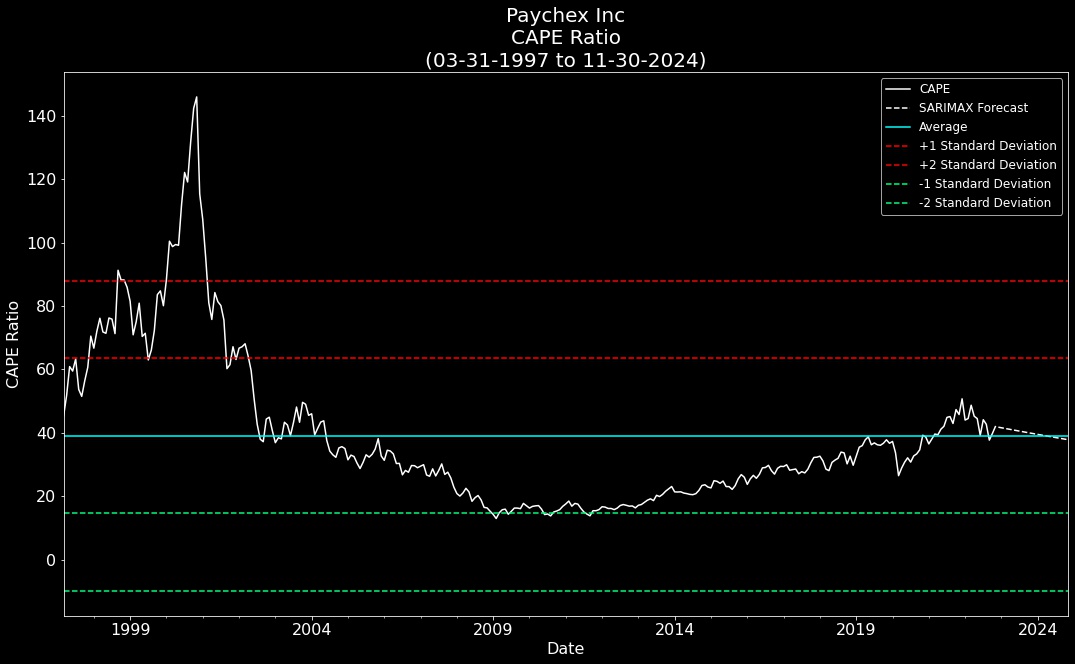 Paychex Inc
CAPE Ratio
(03-31-1997 to 11-30-2024)
CAPE
SARIMAX Forecast
Average
+1 Standard Deviation
+2 Standard Deviation
-1 Standard Deviation
-2 Standard Deviation
CAPE Ratio
140
120
100
80
60
40
20
0
1999
2004
2009
2014
2019
2024
Date